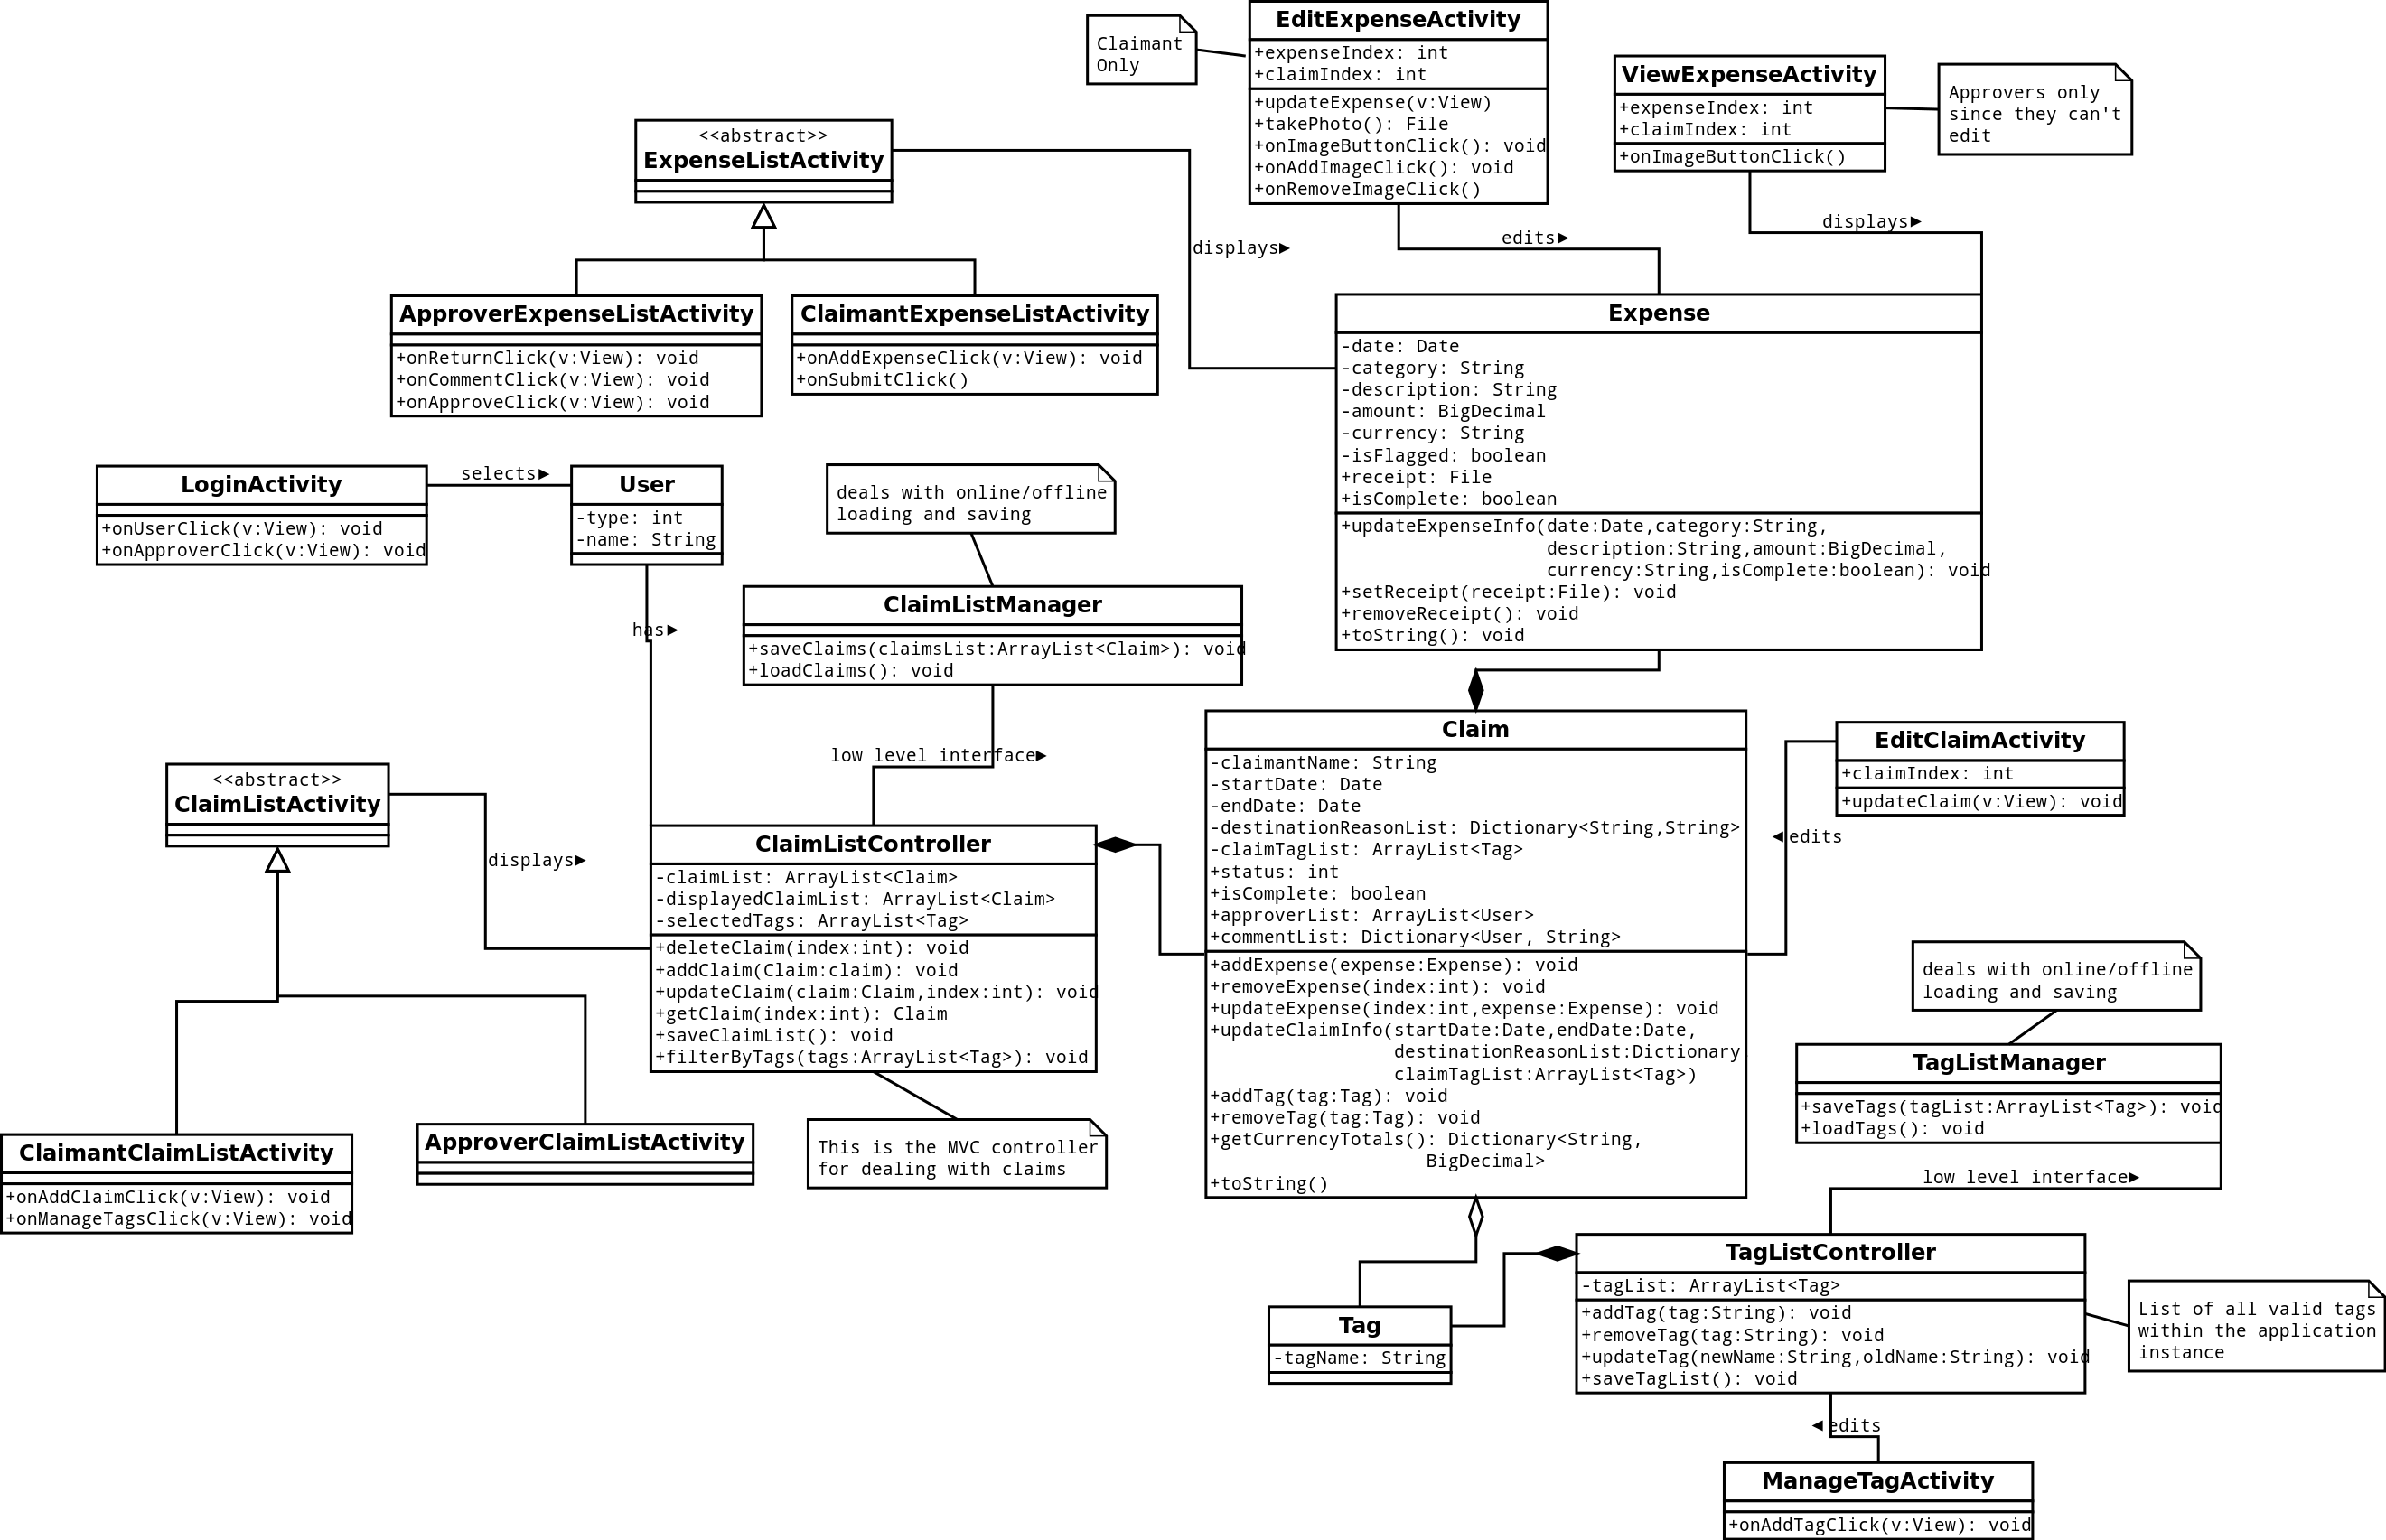 EditExpenseActivity
+expenseIndex: int
+claimIndex: int
+updateExpense(v:View)
+takePhoto(): File
+onImageButtonClick(): void
+onAddImageClick(): void
+onRemoveImageClick()
Claimant
Only
ViewExpenseActivity
+expenseIndex: int
+claimIndex: int
+onImageButtonClick()
Approvers only
since they can't
edit
<<abstract>>
ExpenseListActivity
displays►
edits►
displays►
ApproverExpenseListActivity
+onReturnClick(v:View): void
+onCommentClick(v:View): void
+onApproveClick(v:View): void
ClaimantExpenseListActivity
+onAddExpenseClick(v:View): void
+onSubmitClick()
Expense
-date: Date
-category: String
-description: String
-amount: BigDecimal
-currency: String
-isFlagged: boolean
+receipt: File
+isComplete: boolean
+updateExpenseInfo(date:Date,category:String,
description:String,amount:BigDecimal,
currency:String,isComplete:boolean): void
+setReceipt(receipt:File): void
+removeReceipt(): void
+toString(): void
LoginActivity
+onUserClick(v:View): void
+onApproverClick(v:View): void
selects►
User
-type: int
-name: String
has►
deals with online/offline
loading and saving
ClaimListManager
+saveClaims(claimsList:ArrayList<Claim>): void
+loadClaims(): void
low level interface►
Claim
-claimantName: String
-startDate: Date
-endDate: Date
-destinationReasonList: Dictionary<String,String>
-claimTagList: ArrayList<Tag>
+status: int
+isComplete: boolean
+approverList: ArrayList<User>
+commentList: Dictionary<User, String>
+addExpense(expense:Expense): void
+removeExpense(index:int): void
+updateExpense(index:int,expense:Expense): void
+updateClaimInfo(startDate:Date,endDate:Date,
destinationReasonList:Dictionary
claimTagList:ArrayList<Tag>)
+addTag(tag:Tag): void
+removeTag(tag:Tag): void
+getCurrencyTotals(): Dictionary<String,
BigDecimal>
+toString()
EditClaimActivity
+claimIndex: int
+updateClaim(v:View): void
◄edits
<<abstract>>
ClaimListActivity
displays►
ClaimListController
-claimList: ArrayList<Claim>
-displayedClaimList: ArrayList<Claim>
-selectedTags: ArrayList<Tag>
+deleteClaim(index:int): void
+addClaim(Claim:claim): void
+updateClaim(claim:Claim,index:int): void
+getClaim(index:int): Claim
+saveClaimList(): void
+filterByTags(tags:ArrayList<Tag>): void
This is the MVC controller
for dealing with claims
ClaimantClaimListActivity
+onAddClaimClick(v:View): void
+onManageTagsClick(v:View): void
ApproverClaimListActivity
deals with online/offline
loading and saving
TagListManager
+saveTags(tagList:ArrayList<Tag>): void
+loadTags(): void
low level interface►
TagListController
-tagList: ArrayList<Tag>
+addTag(tag:String): void
+removeTag(tag:String): void
+updateTag(newName:String,oldName:String): void
+saveTagList(): void
List of all valid tags
within the application
instance
Tag
-tagName: String
◄edits
ManageTagActivity
+onAddTagClick(v:View): void